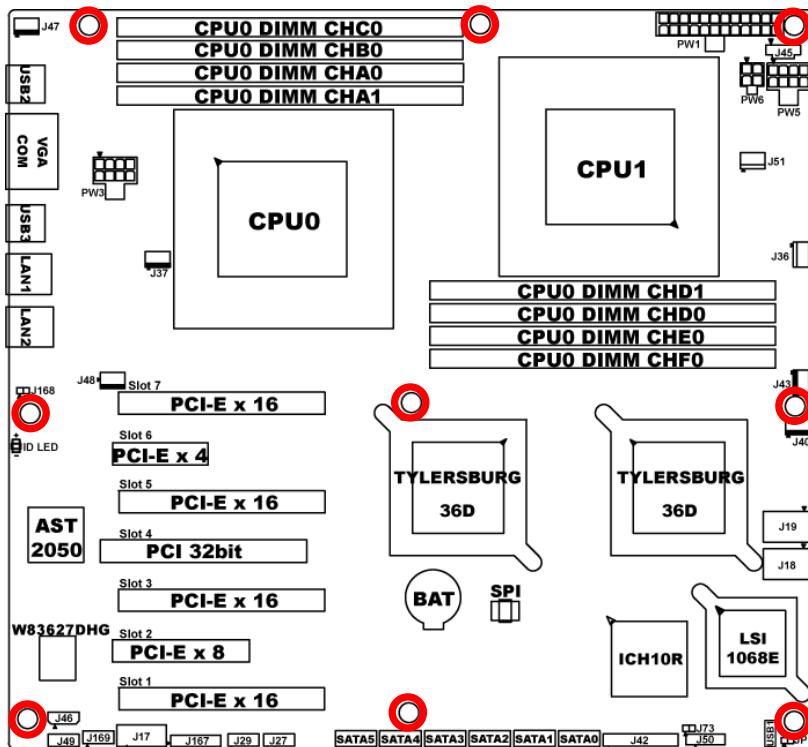 J47
CPU0 DIMM CHC0
CPU0 DIMM CHB0
CPU0 DIMM CHA0
CPU0 DIMM CHA1
PW1
J45
PW6
PW5
USB2
VGA
COM
PW3
CPU0
CPU1
J51
USB3
LAN1
LAN2
J37
J36
CPU0 DIMM CHD1
CPU0 DIMM CHD0
CPU0 DIMM CHE0
CPU0 DIMM CHF0
J48
J168
ID LED
J43
J40
Slot 7
PCI-E x 16
Slot 6
PCI-E x 4
Slot 5
PCI-E x 16
Slot 4
PCI 32bit
Slot 3
PCI-E x 16
Slot 2
PCI-E x 8
Slot 1
PCI-E x 16
TYLERSBURG
36D
TYLERSBURG
36D
AST
2050
J19
J18
BAT
SPI
W83627DHG
ICH10R
LSI
1068E
J46
J49
J169
J17
J167
J29
J27
SATA5
SATA4
SATA3
SATA2
SATA1
SATA0
J42
J73
J50
USB1